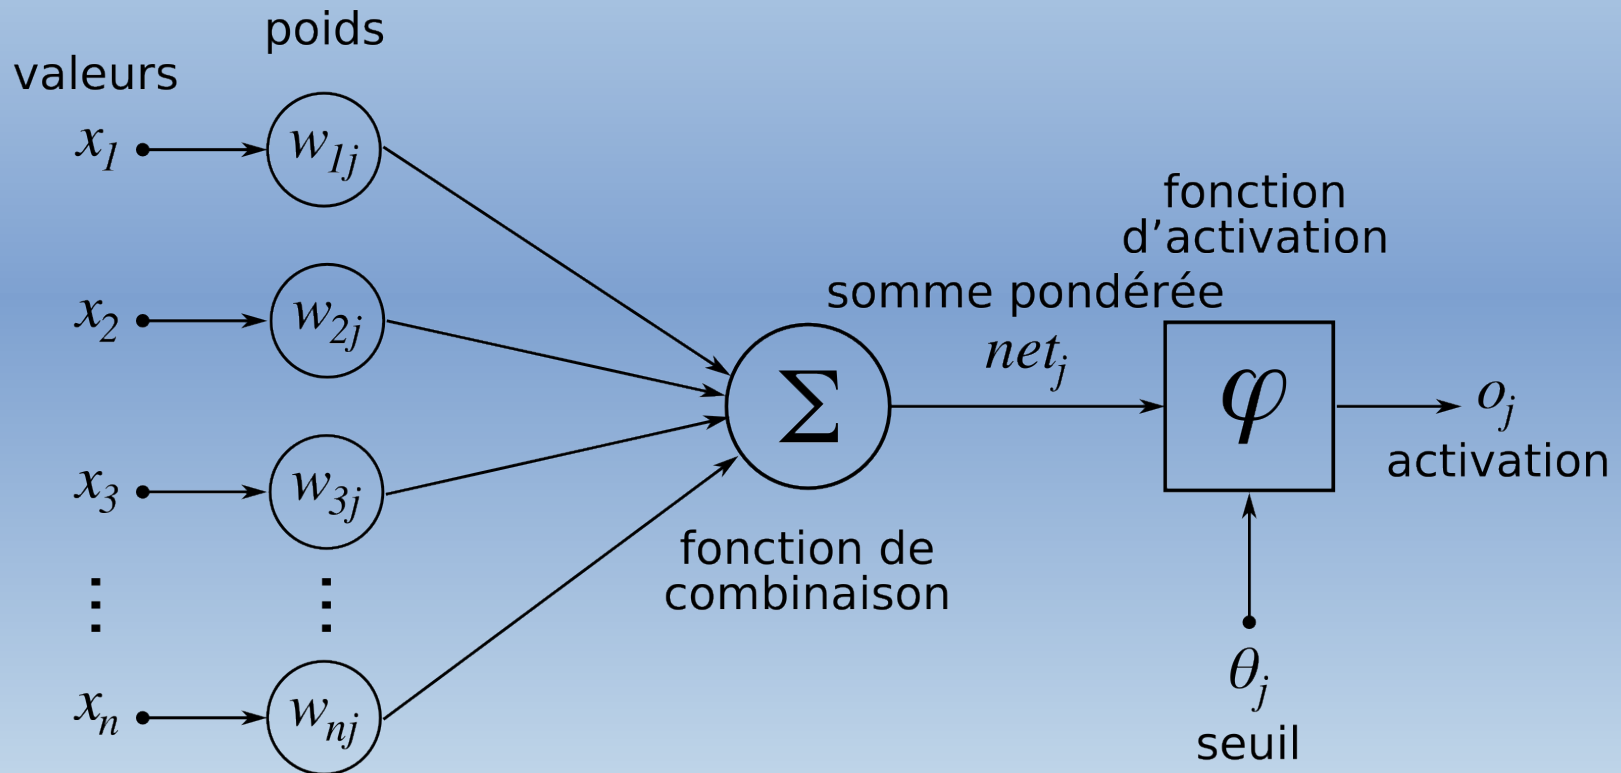 poids
valeurs
x1
w1j
x2
w2j
x3
w3j
⋮ ⋮
xn
wnj
Σ
fonction de
combinaison
somme pondérée
netj
fonction
d’activation
φ
oj
activation
θj
seuil